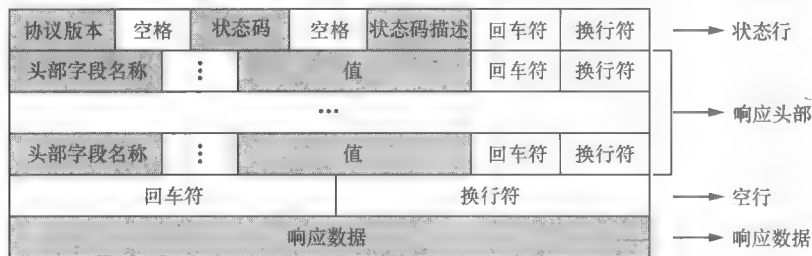 协议版本 空格 状态码 空格 状态码描述 回车符 换行符 状态行
头部字段名称 : 值 回车符 换行符
... 响应头部
头部字段名称 : 值 回车符 换行符
回车符 换行符 空行
响应数据 响应数据